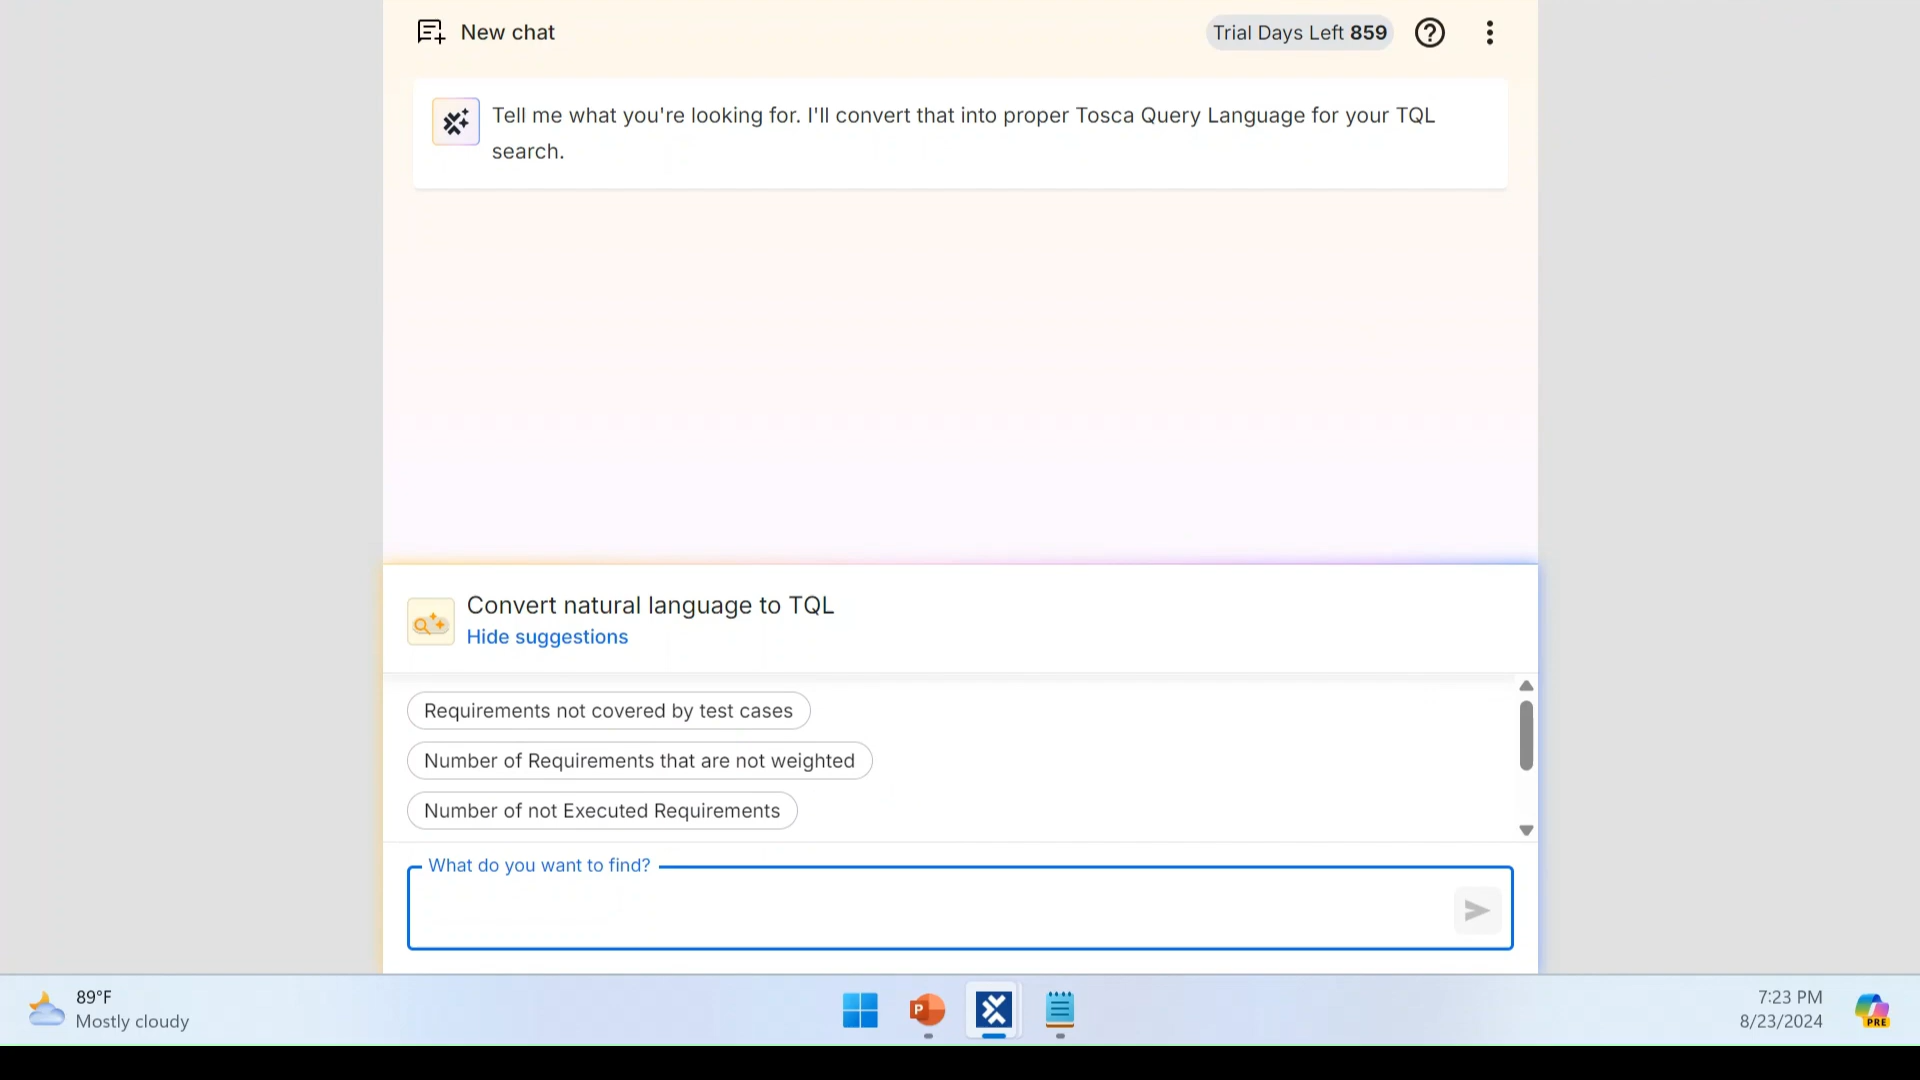 New chat
Trial Days Left 859
Tell me what you're looking for. I'll convert that into proper Tosca Query Language for your TQL
search.
Convert natural language to TQL
Hide suggestions
Requirements not covered by test cases
Number of Requirements that are not weighted
Number of not Executed Requirements
What do you want to find?
89°F
Mostly cloudy
P
7:23 PM
8/23/2024
PRE